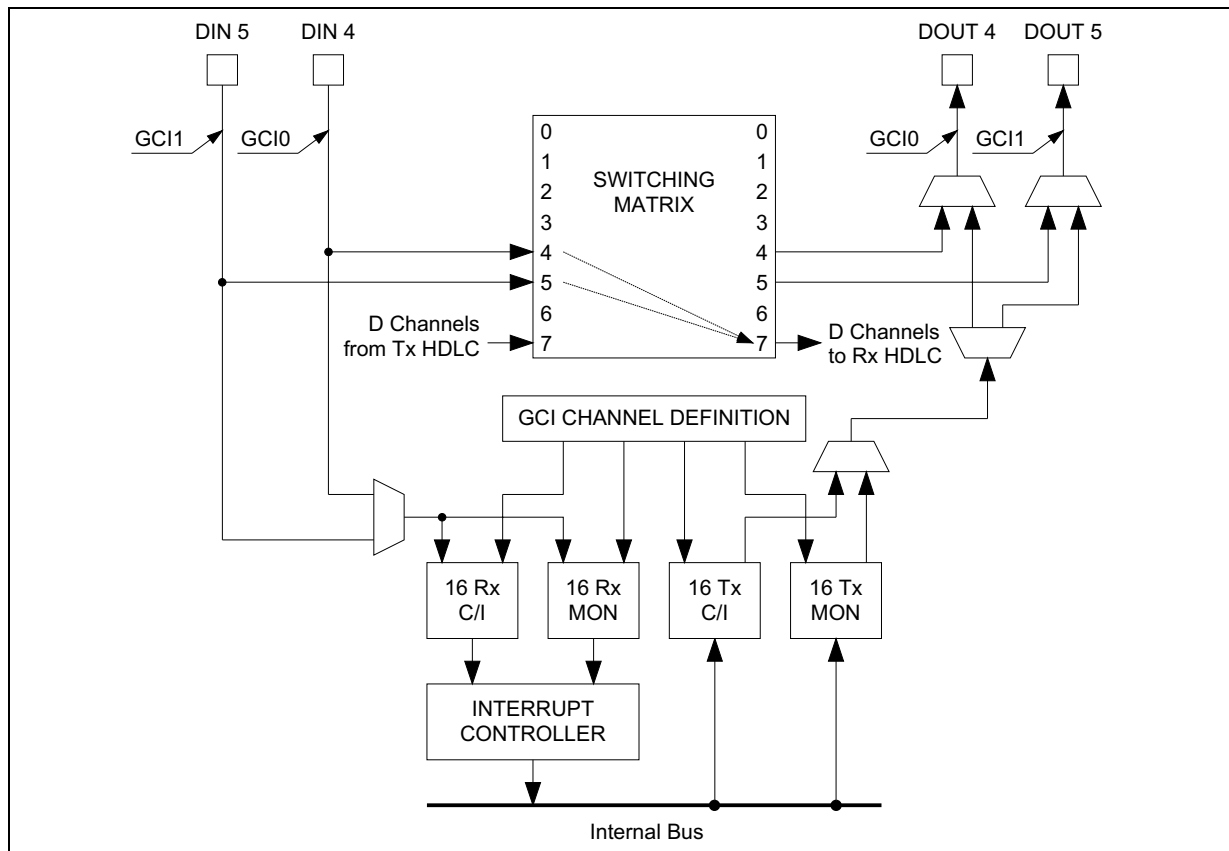 DIN 5
DIN 4
DOUT 4
DOUT 5
GCI1
GCI0
GCI0
GCI1
SWITCHING
MATRIX
0
1
2
3
4
5
6
7
0
1
2
3
4
5
6
7
D Channels
from Tx HDLC
D Channels
to Rx HDLC
GCI CHANNEL DEFINITION
16 Rx
C/I
16 Rx
MON
16 Tx
C/I
16 Tx
MON
INTERRUPT
CONTROLLER
Internal Bus